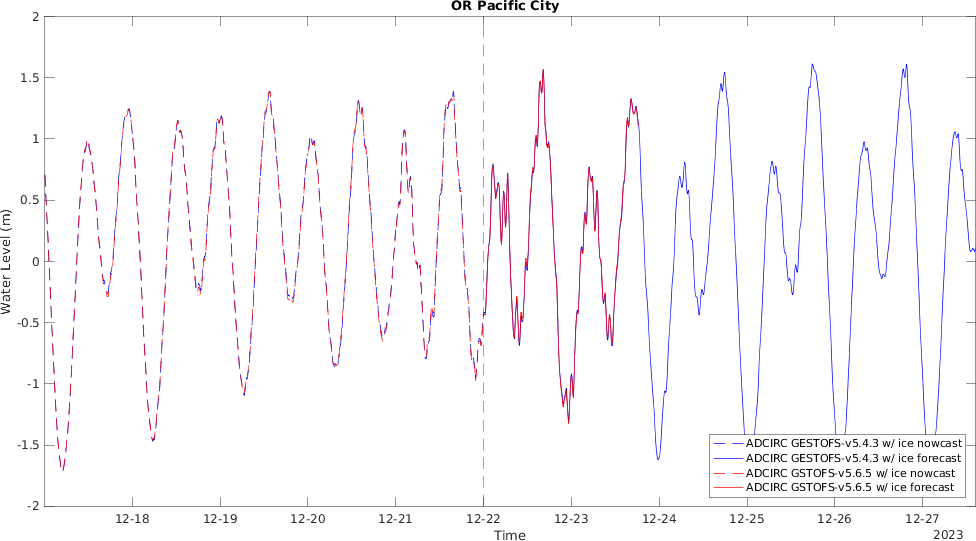 OR Pacific City
Water Level (m)
2
1.5
1
0.5
0
-0.5
-1
-1.5
-2
12-18 12-19 12-20 12-21 12-22 12-23 12-24 12-25 12-26 12-27
Time
2023
ADCIRC GESTOFS-v5.4.3 w/ ice nowcast
ADCIRC GESTOFS-v5.4.3 w/ ice forecast
ADCIRC GSTOFS-v5.6.5 w/ ice nowcast
ADCIRC GSTOFS-v5.6.5 w/ ice forecast